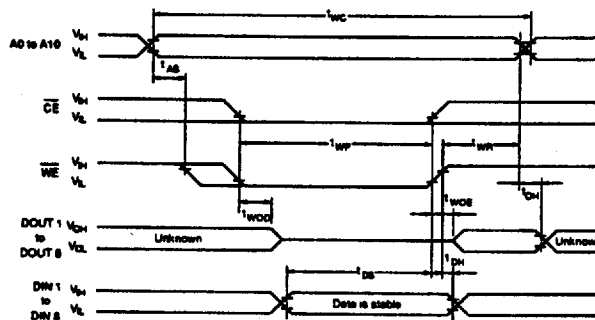 tWC
A0 to A10 VIH
VIL
tAS
CE VIH
VIL
tWP
tWR
WE VIH
VIL
tWOD
tWOE
tOH
DOUT 1
to
DOUT 8
VOH
VOL
Unknown
Unknown
tDS
tDH
DIN 1
to
DIN 8
VIH
VIL
Data is stable